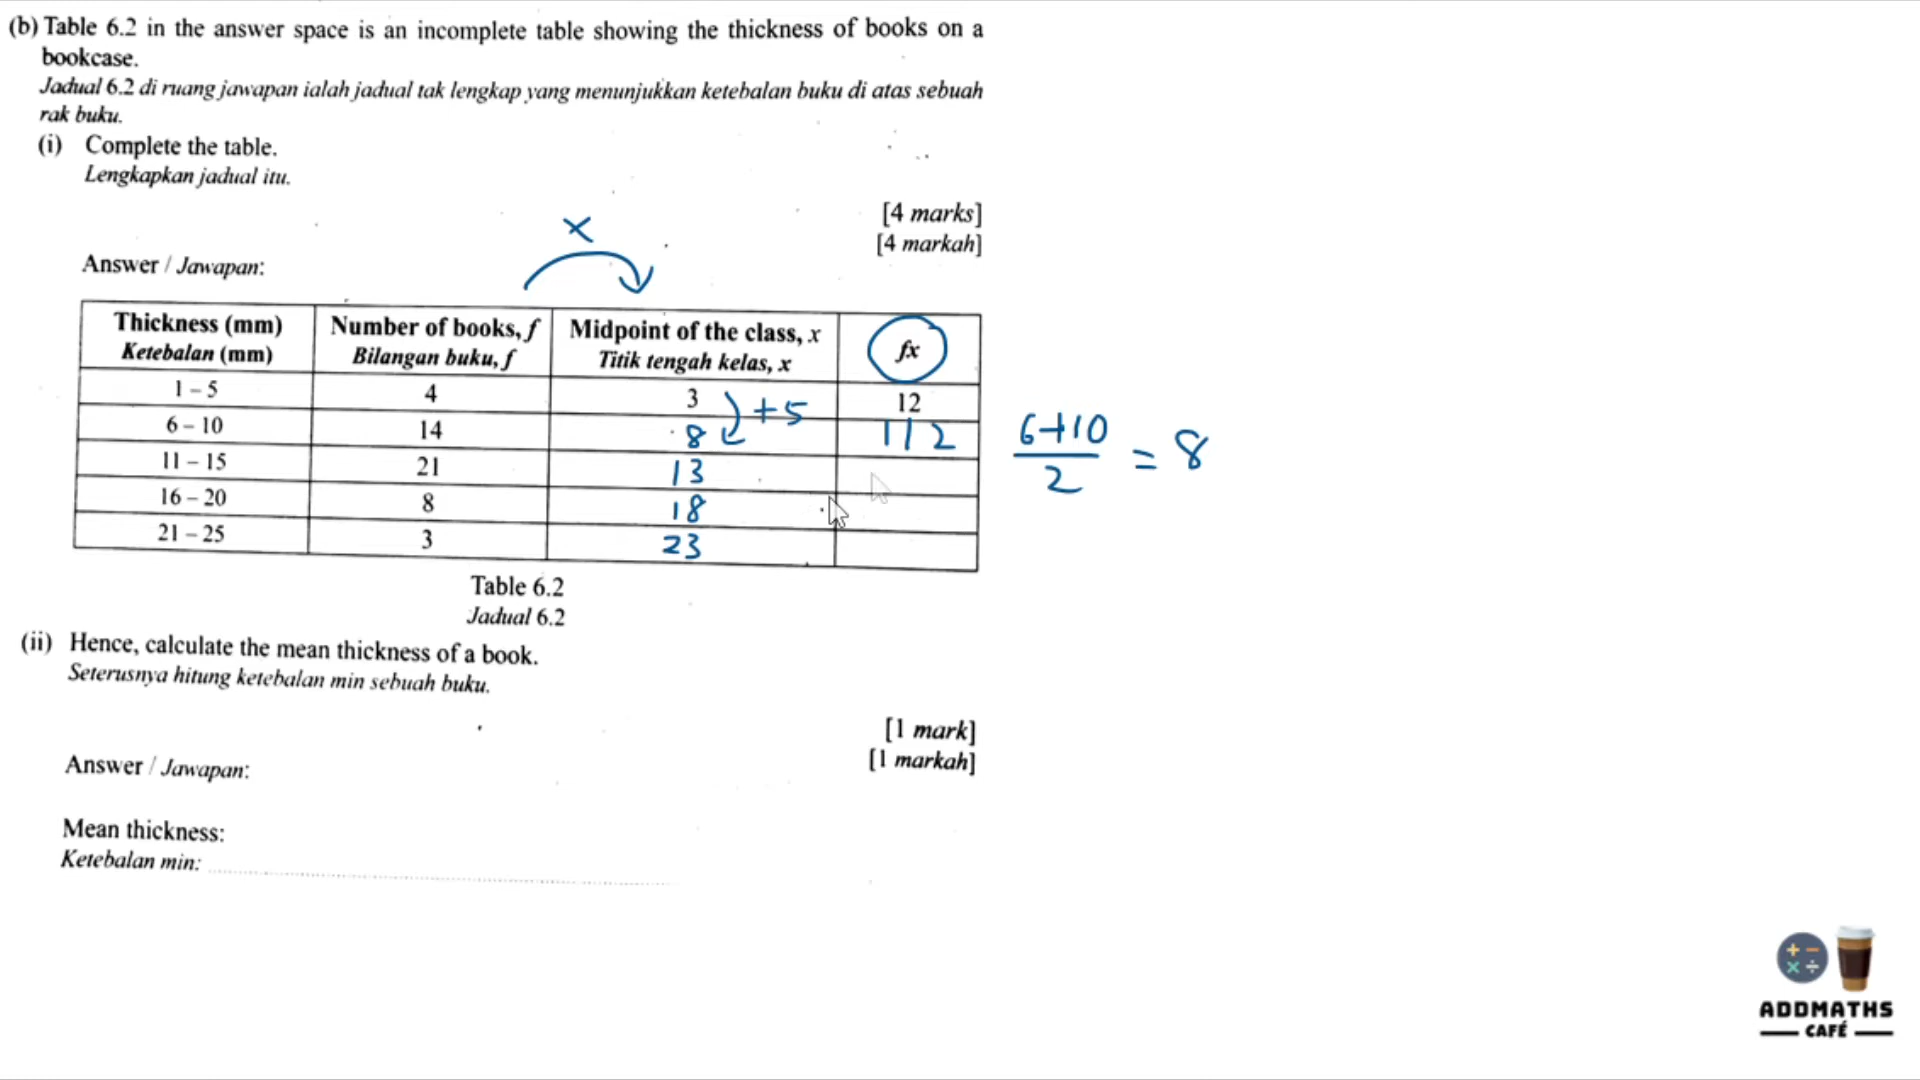 (b) Table 6.2 in the answer space is an incomplete table showing the thickness of books on a
bookcase.
Jadual 6.2 di ruang jawapan ialah jadual tak lengkap yang menunjukkan ketebalan buku di atas sebuah
rak buku.
(i) Complete the table.
Lengkapkan jadual itu.
[4 marks]
[4 markah]
x
Answer / Jawapan:
Thickness (mm) Number of books, f Midpoint of the class, x fx
Ketebalan (mm) Bilangan buku, f Titik tengah kelas, x
1 – 5 4 3 +5 12
6 – 10 14 8 112
11 – 15 21 13
16 – 20 8 18
21 – 25 3 23
6+10
2 = 8
Table 6.2
Jadual 6.2
(ii) Hence, calculate the mean thickness of a book.
Seterusnya hitung ketebalan min sebuah buku.
[1 mark]
[1 markah]
Answer / Jawapan:
Mean thickness:
Ketebalan min:
ADDMATHS
CAFÉ